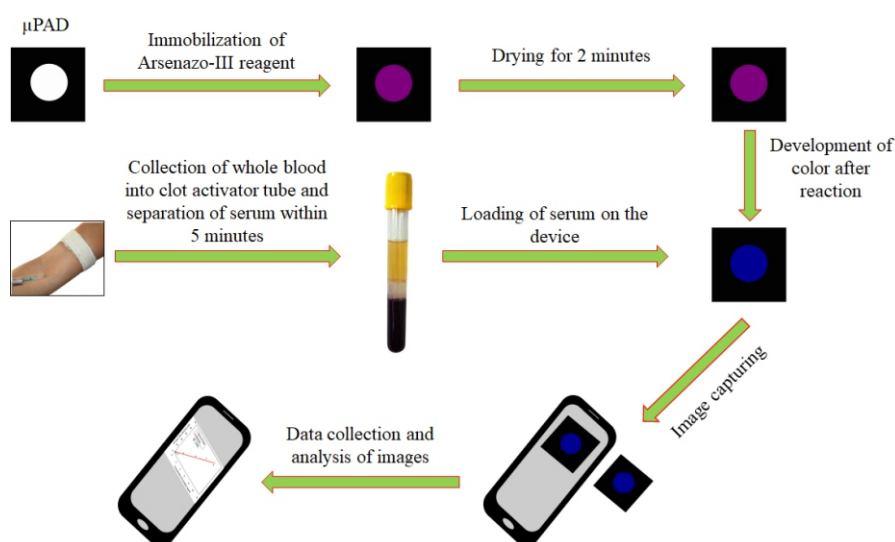 µPAD
Immobilization of
Arsenazo-III reagent
Drying for 2 minutes
Development of
color after
reaction
Collection of whole blood
into clot activator tube and
separation of serum within
5 minutes
Loading of serum on the
device
Image capturing
Data collection and
analysis of images